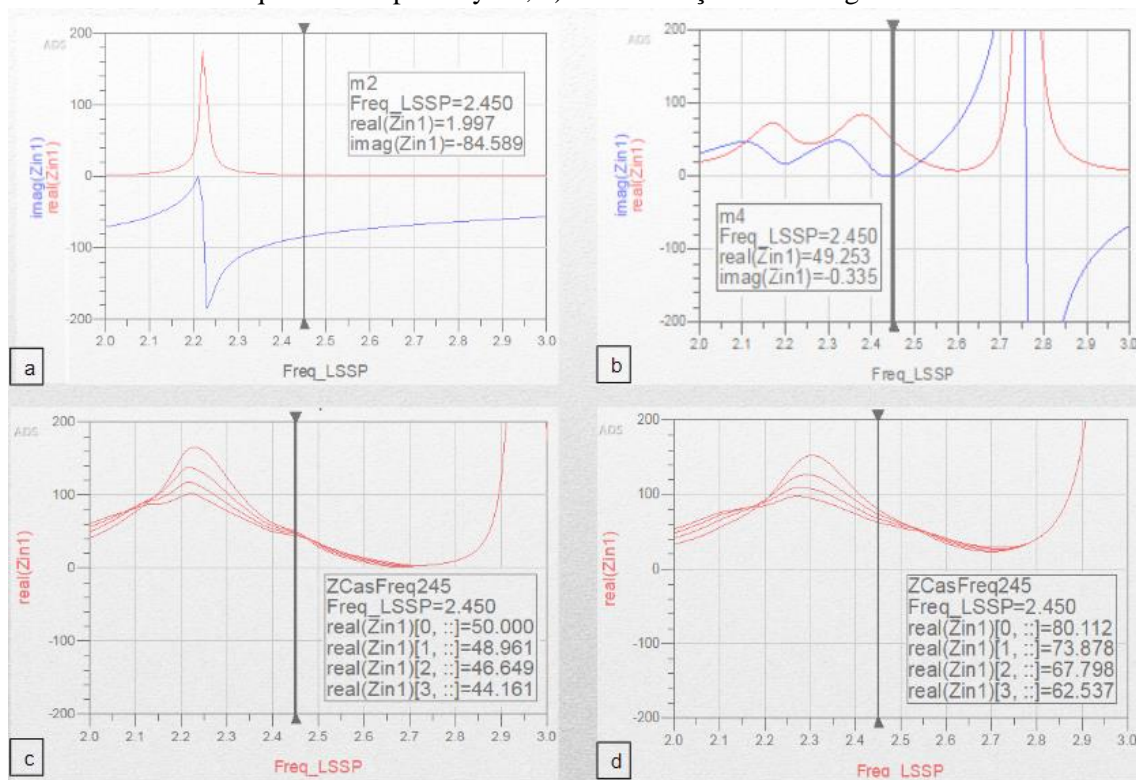 ADS
200
100
0
-100
-200
imag(Zin1)
real(Zin1)
m2
Freq_LSSP=2.450
real(Zin1)=1.997
imag(Zin1)=-84.589
2.0 2.1 2.2 2.3 2.4 2.5 2.6 2.7 2.8 2.9 3.0
Freq_LSSP
a
ADS
200
100
0
-100
-200
imag(Zin1)
real(Zin1)
m4
Freq_LSSP=2.450
real(Zin1)=49.253
imag(Zin1)=-0.335
2.0 2.1 2.2 2.3 2.4 2.5 2.6 2.7 2.8 2.9 3.0
Freq_LSSP
b
ADS
200
100
0
-100
-200
real(Zin1)
ZCasFreq245
Freq_LSSP=2.450
real(Zin1)[0, ::]=50.000
real(Zin1)[1, ::]=48.961
real(Zin1)[2, ::]=46.649
real(Zin1)[3, ::]=44.161
2.0 2.1 2.2 2.3 2.4 2.5 2.6 2.7 2.8 2.9 3.0
Freq_LSSP
c
ADS
200
100
0
-100
-200
real(Zin1)
ZCasFreq245
Freq_LSSP=2.450
real(Zin1)[0, ::]=80.112
real(Zin1)[1, ::]=73.878
real(Zin1)[2, ::]=67.798
real(Zin1)[3, ::]=62.537
2.0 2.1 2.2 2.3 2.4 2.5 2.6 2.7 2.8 2.9 3.0
Freq_LSSP
d